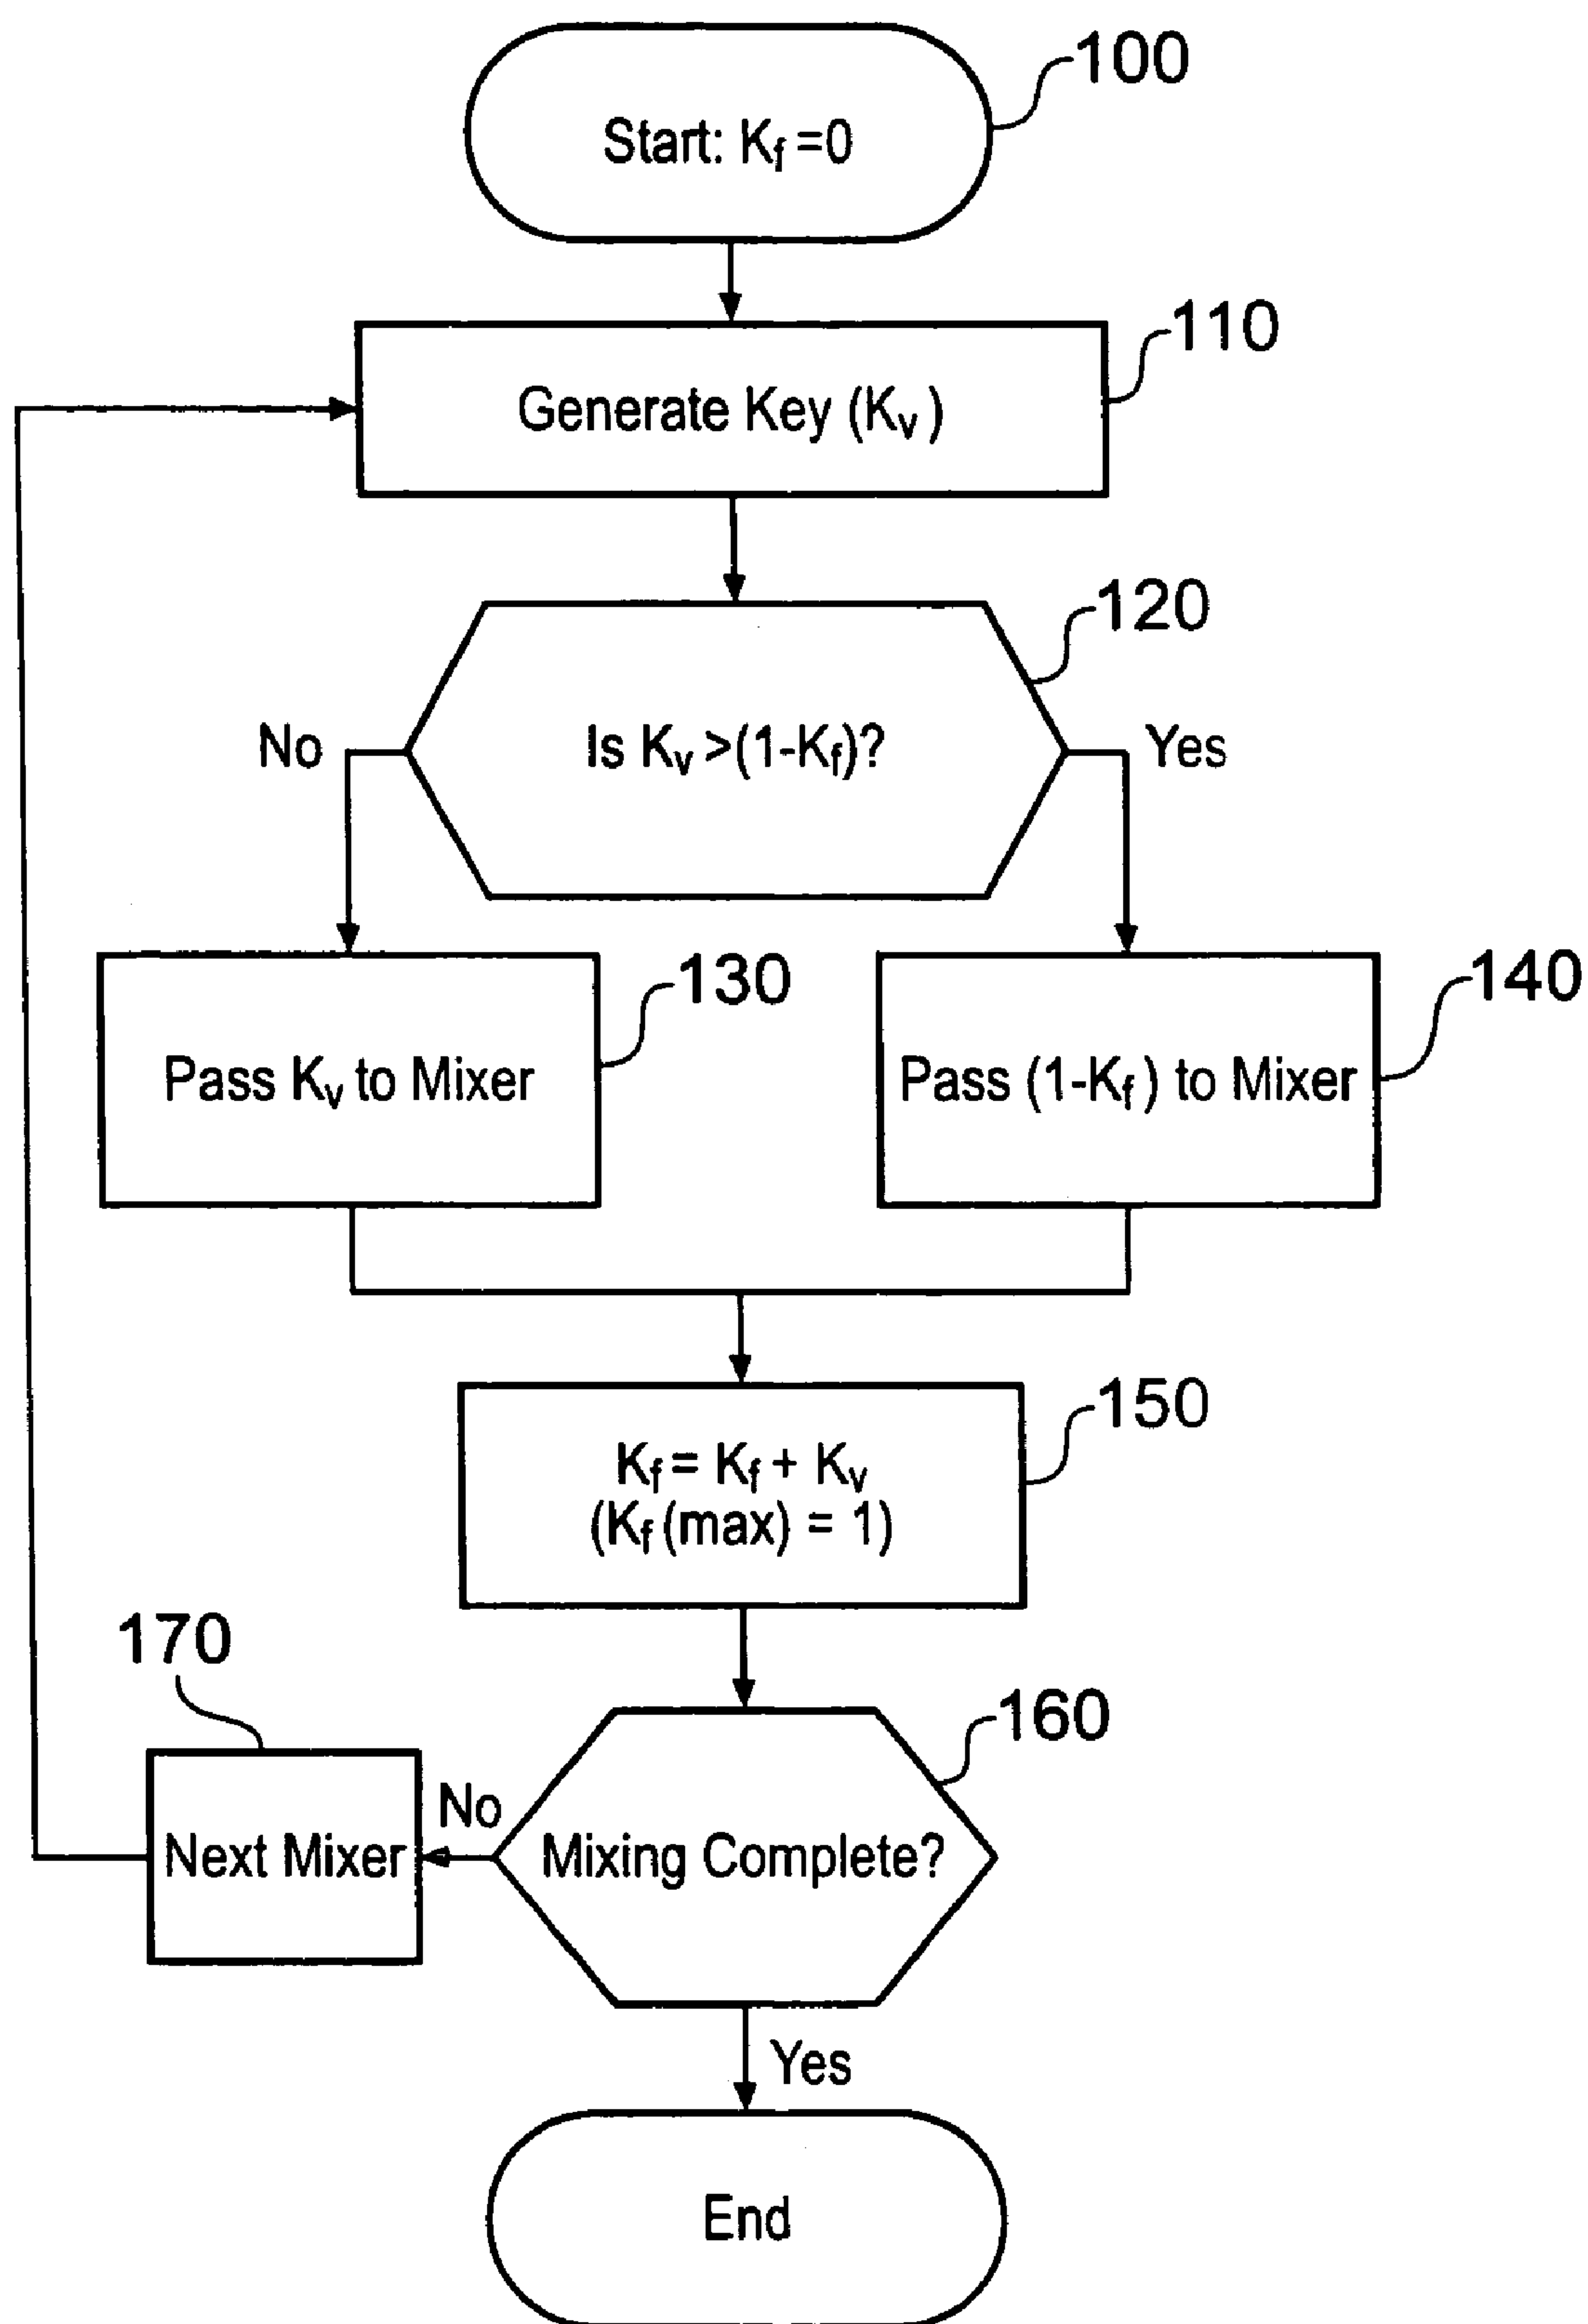 100
Start: Kf =0
110
Generate Key (Kv)
120
No
Is Kv >(1-Kf)?
Yes
130
140
Pass Kv to Mixer
Pass (1-Kf) to Mixer
150
Kf = Kf + Kv
(Kf (max) = 1)
170
160
No
Next Mixer
Mixing Complete?
Yes
End